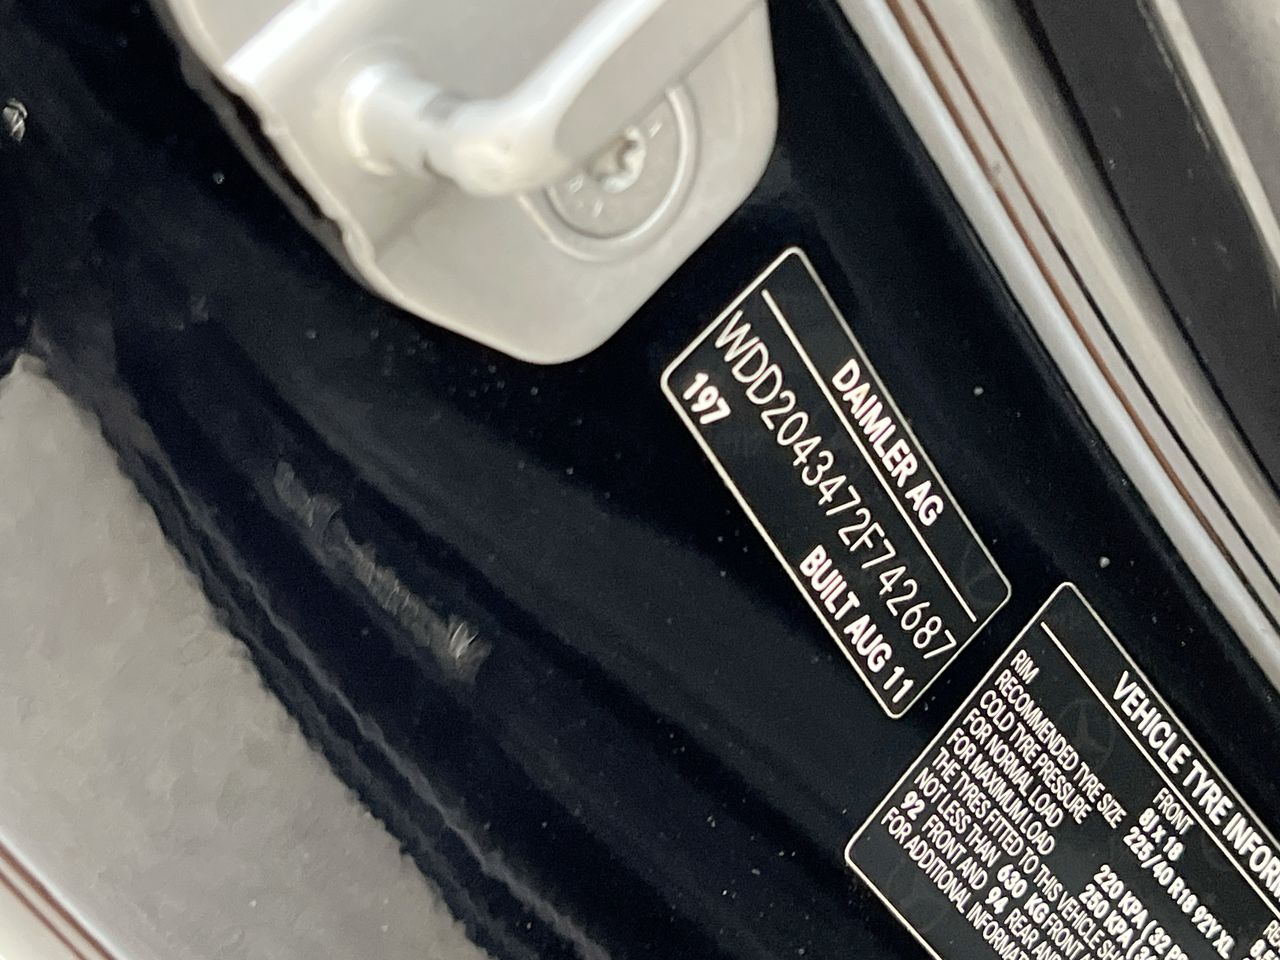 DAIMLER AG
WDD2043472F742687
197 BUILT AUG 11
VEHICLE TYRE
FRONT
RIM 8J X 18
RECOMMENDED TYRE SIZE 225/40 R18 92Y XL
COLD TYRE PRESSURE
FOR NORMAL LOAD 220 KPA (32
FOR MAXIMUM LOAD 250 KPA
THE TYRES FITTED TO THIS VEHICLE
NOT LESS THAN 630 KG FRONT
92 FRONT AND 94 REAR
FOR ADDITIONAL